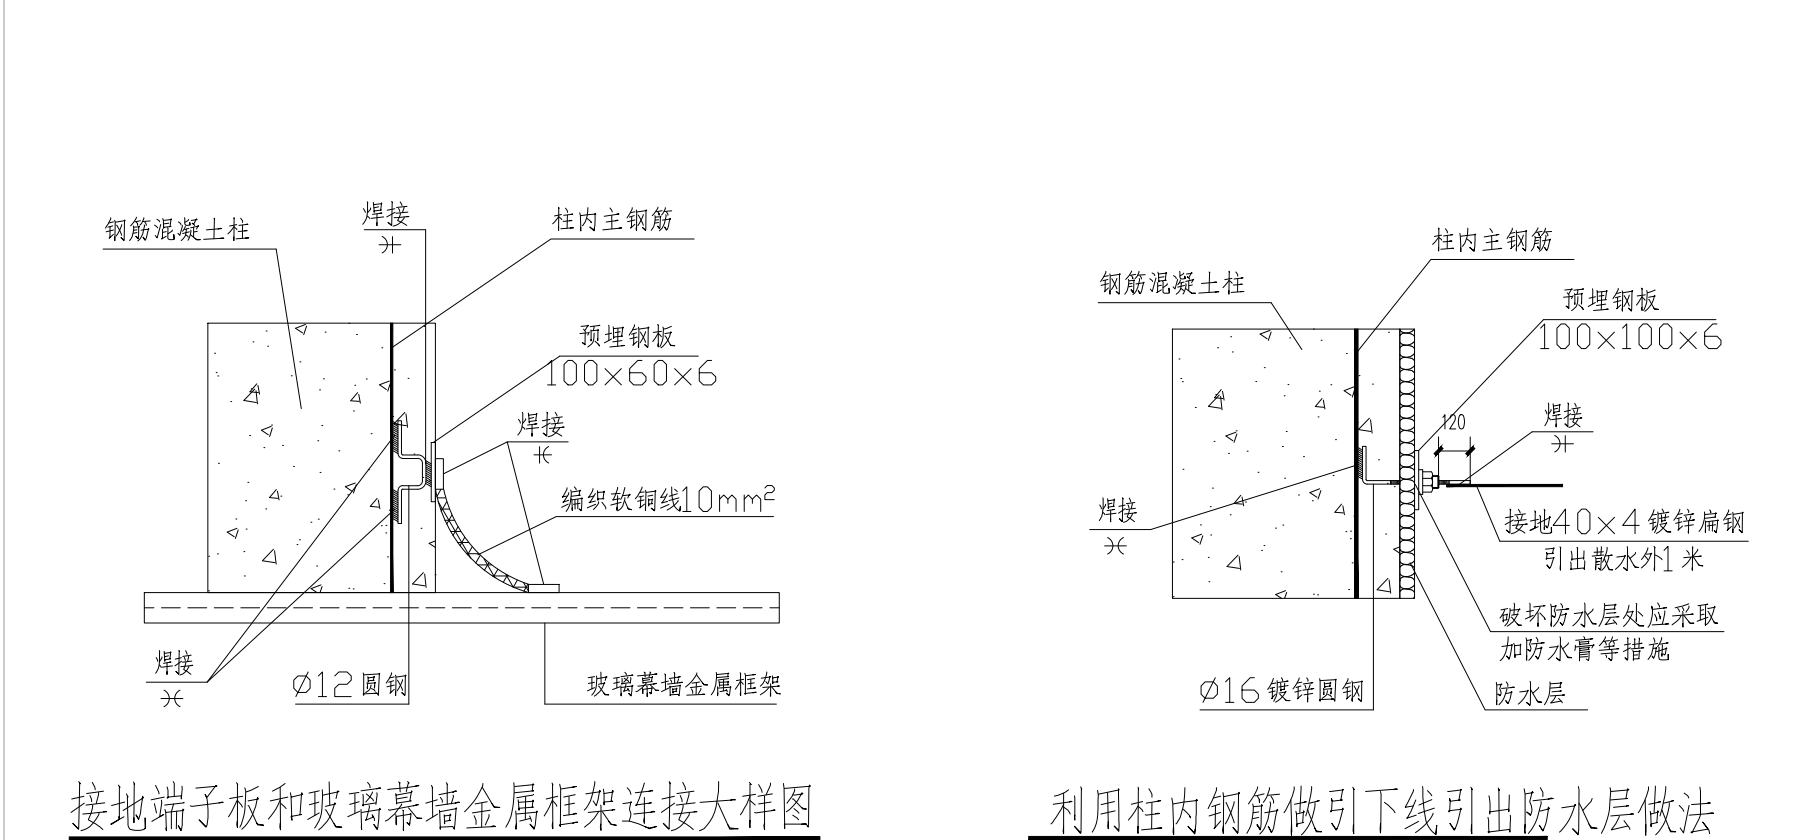 钢筋混凝土柱
焊接
柱内主钢筋
预埋钢板
100×60×6
焊接
编织软铜线10mm²
焊接
Ø12圆钢
玻璃幕墙金属框架
接地端子板和玻璃幕墙金属框架连接大样图
柱内主钢筋
钢筋混凝土柱
预埋钢板
100×100×6
120
焊接
焊接
接地40×4镀锌扁钢
引出散水外1米
破坏防水层处应采取
加防水膏等措施
Ø16镀锌圆钢
防水层
利用柱内钢筋做引下线引出防水层做法